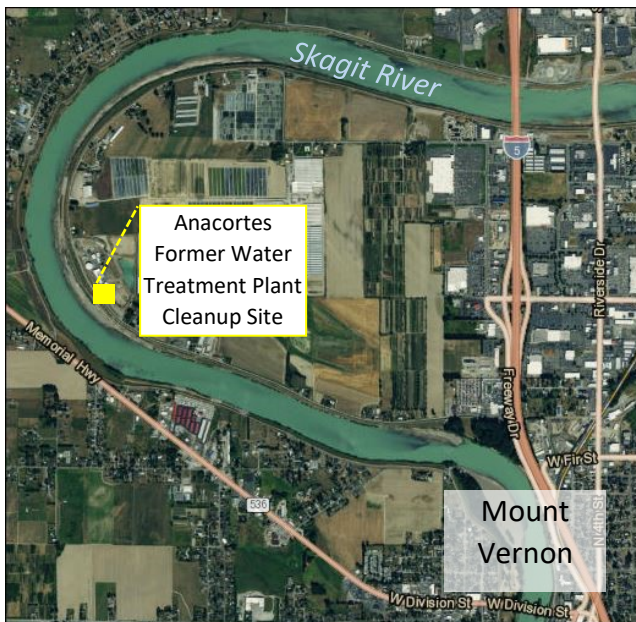 Skagit River
5
Anacortes
Former Water
Treatment Plant
Cleanup Site
Riverside Dr
Memorial Hwy
Freeway Dr
W Fir St
536
Mount
Vernon
N 4th St
W Division St
W Division St